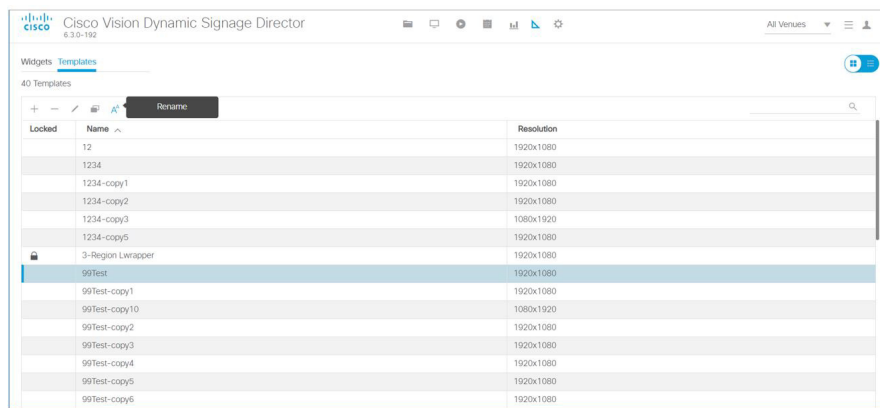 CISCO
Cisco Vision Dynamic Signage Director
6.3.0-192
All Venues
Widgets Templates
40 Templates
Rename
Locked Name Resolution
12 1920x1080
1234 1920x1080
1234-copy1 1920x1080
1234-copy2 1920x1080
1234-copy3 1080x1920
1234-copy5 1920x1080
3-Region Lwrapper 1920x1080
99Test 1920x1080
99Test-copy1 1920x1080
99Test-copy10 1080x1920
99Test-copy2 1920x1080
99Test-copy3 1920x1080
99Test-copy4 1920x1080
99Test-copy5 1920x1080
99Test-copy6 1920x1080